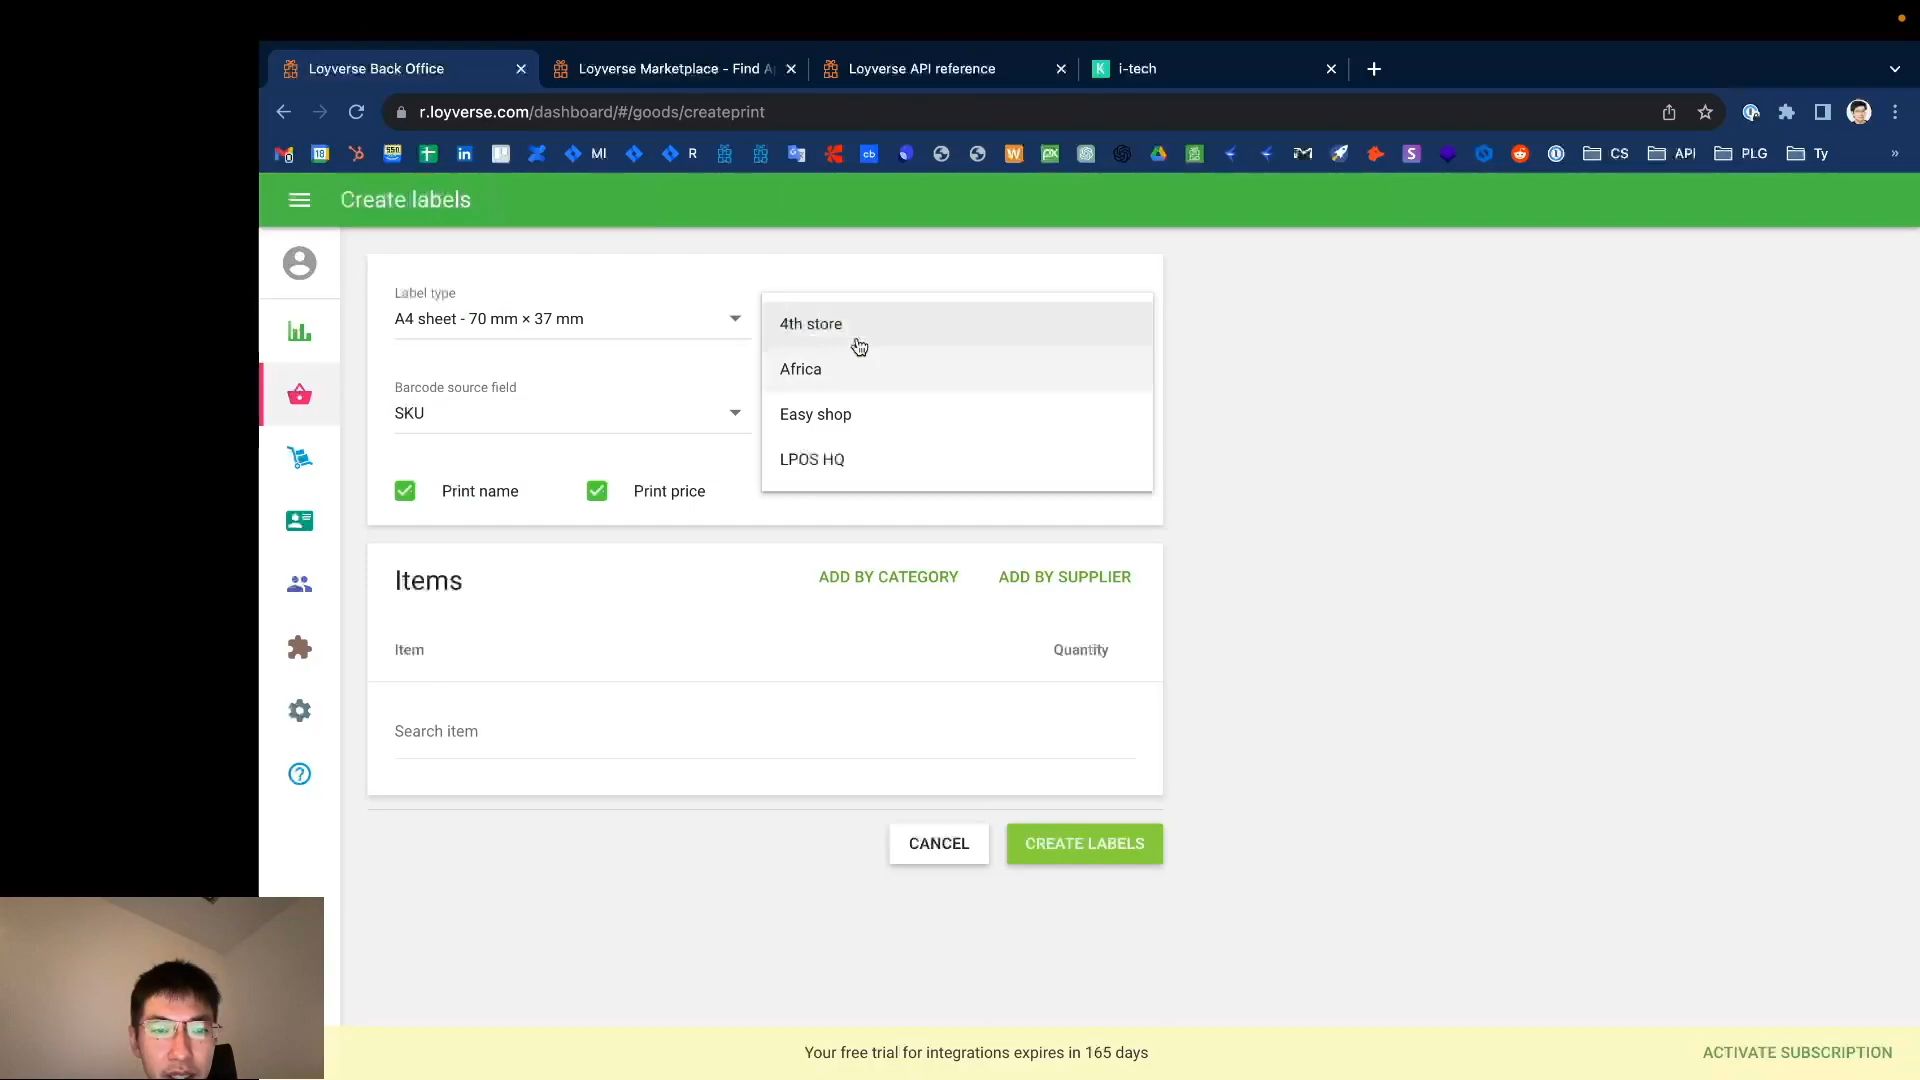 Loyverse Back Office
Loyverse Marketplace - Find A
Loyverse API reference
K i-tech
r.loyverse.com/dashboard/#/goods/createprint
MI
R
CS
API
PLG
Ty
Create labels
Label type
A4 sheet - 70 mm × 37 mm
Barcode source field
SKU
Print name
Print price
4th store
Africa
Easy shop
LPOS HQ
Items
ADD BY CATEGORY
ADD BY SUPPLIER
Item
Quantity
Search item
CANCEL
CREATE LABELS
Your free trial for integrations expires in 165 days
ACTIVATE SUBSCRIPTION